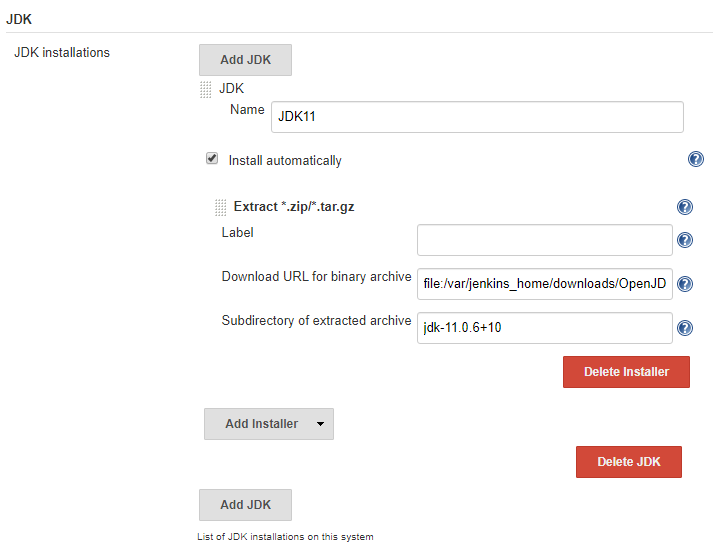 JDK
JDK installations
Add JDK
JDK
Name
JDK11
Install automatically
?
Extract *.zip/*.tar.gz
?
Label
?
Download URL for binary archive
file:/var/jenkins_home/downloads/OpenJD
?
Subdirectory of extracted archive
jdk-11.0.6+10
?
Delete Installer
Add Installer
Delete JDK
Add JDK
List of JDK installations on this system